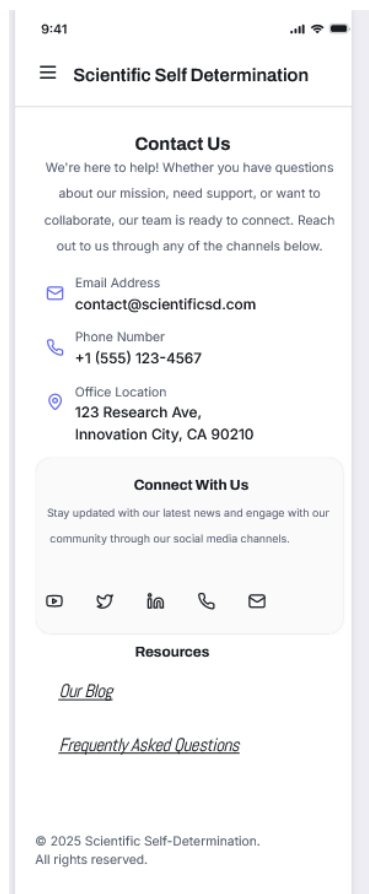 9:41
Scientific Self Determination
Contact Us
We're here to help! Whether you have questions
about our mission, need support, or want to
collaborate, our team is ready to connect. Reach
out to us through any of the channels below.
Email Address
contact@scientificsd.com
Phone Number
+1 (555) 123-4567
Office Location
123 Research Ave,
Innovation City, CA 90210
Connect With Us
Stay updated with our latest news and engage with our
community through our social media channels.
Resources
Our Blog
Frequently Asked Questions
© 2025 Scientific Self-Determination.
All rights reserved.